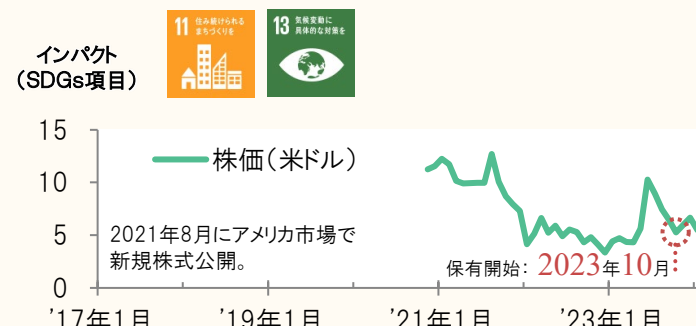 インパクト
(SDGs項目)
11 住み続けられる
まちづくりを
13 気候変動に
具体的な対策を
15
10
5
0
株価(米ドル)
2021年8月にアメリカ市場で
新規株式公開。
保有開始: 2023年10月
'17年1月 '19年1月 '21年1月 '23年1月